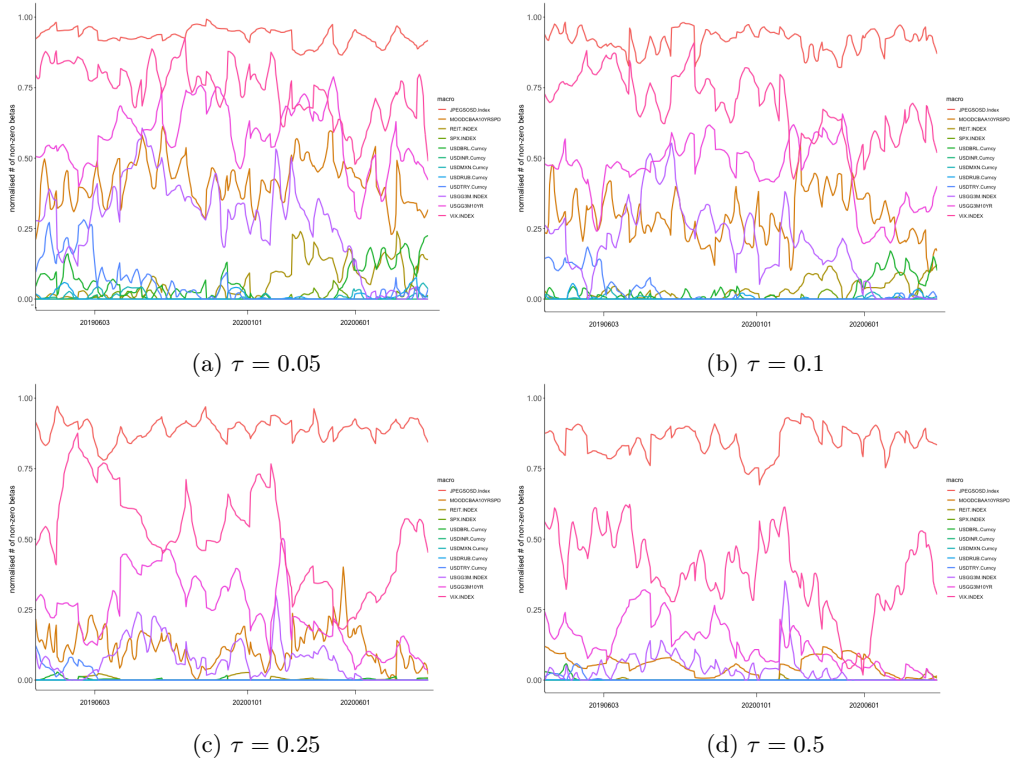 1.00
0.75
0.50
0.25
0.00
normalised # of non-zero betas
20190603
20200101
20200601
macro
JPEGSOSD.Index
MOODCBAA10YRSPD
REIT.INDEX
SPX.INDEX
USDBRL.Curncy
USDINR.Curncy
USDMXN.Curncy
USDRUB.Curncy
USDTRY.Curncy
USGG3M.INDEX
USGG3M10YR
VIX.INDEX
(a) τ = 0.05
1.00
0.75
0.50
0.25
0.00
normalised # of non-zero betas
20190603
20200101
20200601
macro
JPEGSOSD.Index
MOODCBAA10YRSPD
REIT.INDEX
SPX.INDEX
USDBRL.Curncy
USDINR.Curncy
USDMXN.Curncy
USDRUB.Curncy
USDTRY.Curncy
USGG3M.INDEX
USGG3M10YR
VIX.INDEX
(b) τ = 0.1
1.00
0.75
0.50
0.25
0.00
normalised # of non-zero betas
20190603
20200101
20200601
macro
JPEGSOSD.Index
MOODCBAA10YRSPD
REIT.INDEX
SPX.INDEX
USDBRL.Curncy
USDINR.Curncy
USDMXN.Curncy
USDRUB.Curncy
USDTRY.Curncy
USGG3M.INDEX
USGG3M10YR
VIX.INDEX
(c) τ = 0.25
1.00
0.75
0.50
0.25
0.00
normalised # of non-zero betas
20190603
20200101
20200601
macro
JPEGSOSD.Index
MOODCBAA10YRSPD
REIT.INDEX
SPX.INDEX
USDBRL.Curncy
USDINR.Curncy
USDMXN.Curncy
USDRUB.Curncy
USDTRY.Curncy
USGG3M.INDEX
USGG3M10YR
VIX.INDEX
(d) τ = 0.5